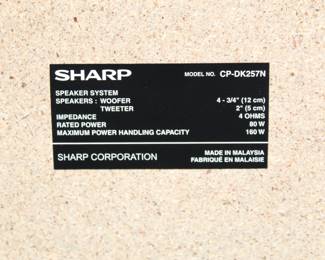 SHARP MODEL NO. CP-DK257N
SPEAKER SYSTEM
SPEAKERS : WOOFER 4 - 3/4" (12 cm)
TWEETER 2" (5 cm)
IMPEDANCE 4 OHMS
RATED POWER 80 W
MAXIMUM POWER HANDLING CAPACITY 160 W
SHARP CORPORATION MADE IN MALAYSIA
FABRIQUÉ EN MALAISIE